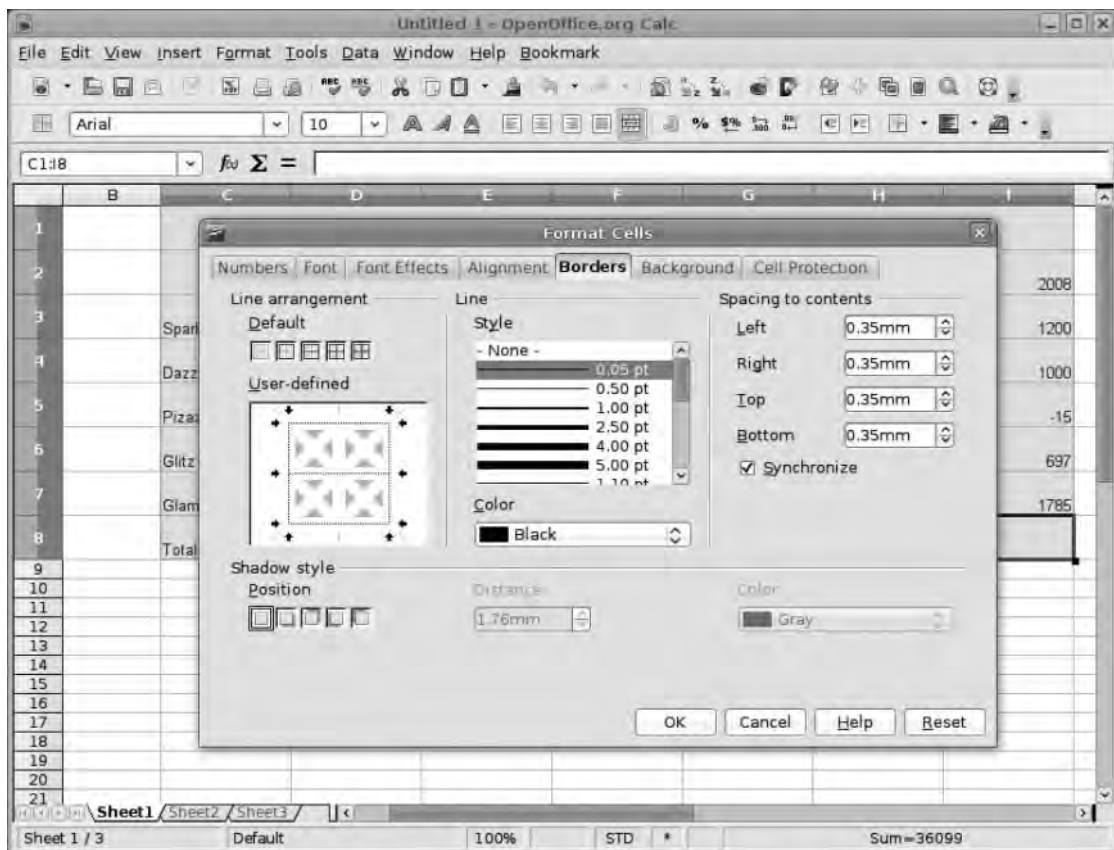 Untitled 1 - OpenOffice.org Calc
File Edit View Insert Format Tools Data Window Help Bookmark
Arial 10
C1:I8 f(x) Σ =
B C D E F G H I
1
Format Cells
Numbers Font Font Effects Alignment Borders Background Cell Protection
2 2008
Line arrangement Line Spacing to contents
Default Style Left 0.35mm
3 Spark 1200
- None -
0.05 pt
Right 0.35mm
4 Dazz 1000
User-defined
0.50 pt
1.00 pt
Top 0.35mm
5 Pizaz -15
2.50 pt
4.00 pt
Bottom 0.35mm
6 Glitz 697
5.00 pt
Synchronize
1.10 pt
7 Glam 1785
Color
Black
8 Total
9 Shadow style
10 Position Distance Color
11
12 1.76mm Gray
13
14
15
16
17 OK Cancel Help Reset
18
19
20
21
Sheet1 Sheet2 Sheet3
Sheet 1 / 3 Default 100% STD * Sum=36099